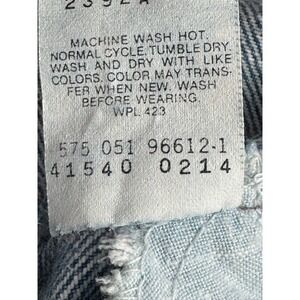 2392A
MACHINE WASH HOT.
NORMAL CYCLE, TUMBLE DRY.
WASH AND DRY WITH LIKE
COLORS. COLOR MAY TRANS-
FER WHEN NEW. WASH
BEFORE WEARING.
WPL 423
575 051 96612-1
41540 0214